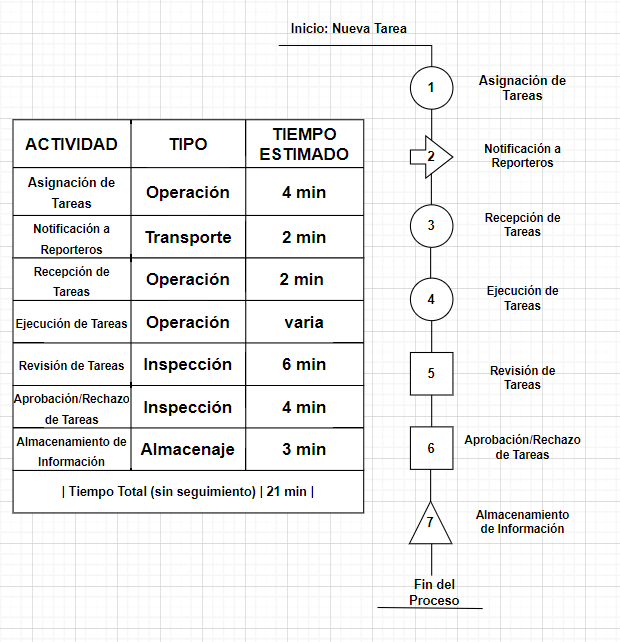 Inicio: Nueva Tarea
ACTIVIDAD
TIPO
TIEMPO
ESTIMADO
Asignación de
Tareas
Operación
4 min
Notificación a
Reporteros
Transporte
2 min
Recepción de
Tareas
Operación
2 min
Ejecución de Tareas
Operación
varia
Revisión de Tareas
Inspección
6 min
Aprobación/Rechazo
de Tareas
Inspección
4 min
Almacenamiento de
Información
Almacenaje
3 min
| Tiempo Total (sin seguimiento) | 21 min |
1
Asignación de
Tareas
2
Notificación a
Reporteros
3
Recepción de
Tareas
4
Ejecución de
Tareas
5
Revisión de
Tareas
6
Aprobación/Rechazo
de Tareas
7
Almacenamiento
de Información
Fin del
Proceso